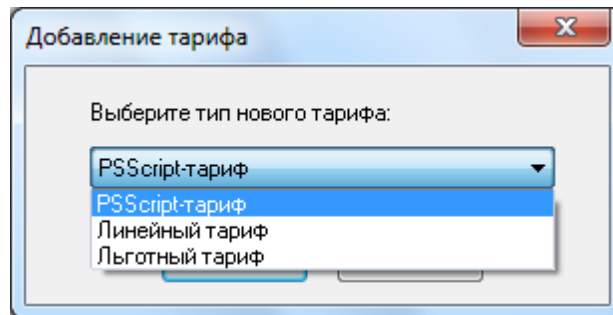 Добавление тарифа
Выберите тип нового тарифа:
PSScript-тариф
PSScript-тариф
Линейный тариф
Льготный тариф